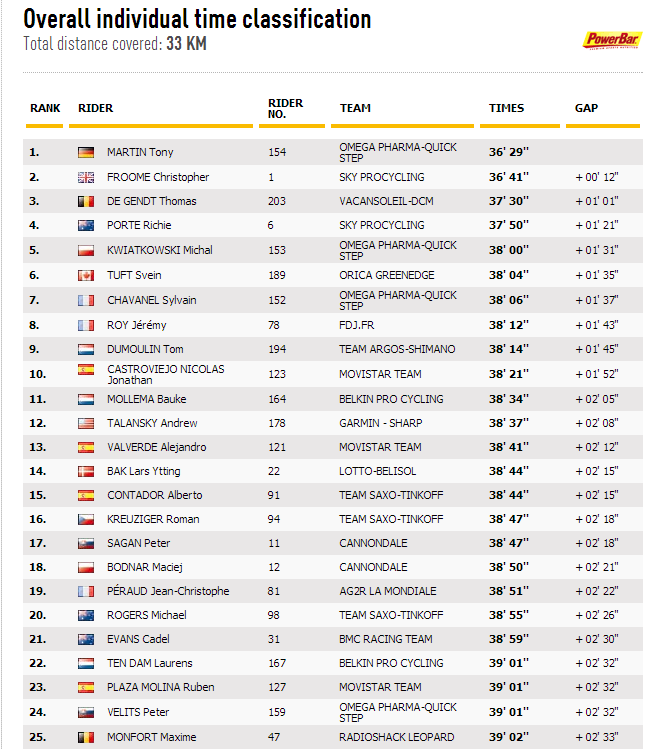 Overall individual time classification
Total distance covered: 33 KM
PowerBar
RANK RIDER RIDER NO. TEAM TIMES GAP
1. MARTIN Tony 154 OMEGA PHARMA-QUICK STEP 36' 29"
2. FROOME Christopher 1 SKY PROCYCLING 36' 41" + 00' 12"
3. DE GENDT Thomas 203 VACANSOLEIL-DCM 37' 30" + 01' 01"
4. PORTE Richie 6 SKY PROCYCLING 37' 50" + 01' 21"
5. KWIATKOWSKI Michal 153 OMEGA PHARMA-QUICK STEP 38' 00" + 01' 31"
6. TUFT Svein 189 ORICA GREENEDGE 38' 04" + 01' 35"
7. CHAVANEL Sylvain 152 OMEGA PHARMA-QUICK STEP 38' 06" + 01' 37"
8. ROY Jérémy 78 FDJ.FR 38' 12" + 01' 43"
9. DUMOULIN Tom 194 TEAM ARGOS-SHIMANO 38' 14" + 01' 45"
10. CASTROVIEJO NICOLAS Jonathan 123 MOVISTAR TEAM 38' 21" + 01' 52"
11. MOLLEMA Bauke 164 BELKIN PRO CYCLING 38' 34" + 02' 05"
12. TALANSKY Andrew 178 GARMIN - SHARP 38' 37" + 02' 08"
13. VALVERDE Alejandro 121 MOVISTAR TEAM 38' 41" + 02' 12"
14. BAK Lars Ytting 22 LOTTO-BELISOL 38' 44" + 02' 15"
15. CONTADOR Alberto 91 TEAM SAXO-TINKOFF 38' 44" + 02' 15"
16. KREUZIGER Roman 94 TEAM SAXO-TINKOFF 38' 47" + 02' 18"
17. SAGAN Peter 11 CANNONDALE 38' 47" + 02' 18"
18. BODNAR Maciej 12 CANNONDALE 38' 50" + 02' 21"
19. PÉRAUD Jean-Christophe 81 AG2R LA MONDIALE 38' 51" + 02' 22"
20. ROGERS Michael 98 TEAM SAXO-TINKOFF 38' 55" + 02' 26"
21. EVANS Cadel 31 BMC RACING TEAM 38' 59" + 02' 30"
22. TEN DAM Laurens 167 BELKIN PRO CYCLING 39' 01" + 02' 32"
23. PLAZA MOLINA Ruben 127 MOVISTAR TEAM 39' 01" + 02' 32"
24. VELITS Peter 159 OMEGA PHARMA-QUICK STEP 39' 01" + 02' 32"
25. MONFORT Maxime 47 RADIOSHACK LEOPARD 39' 02" + 02' 33"